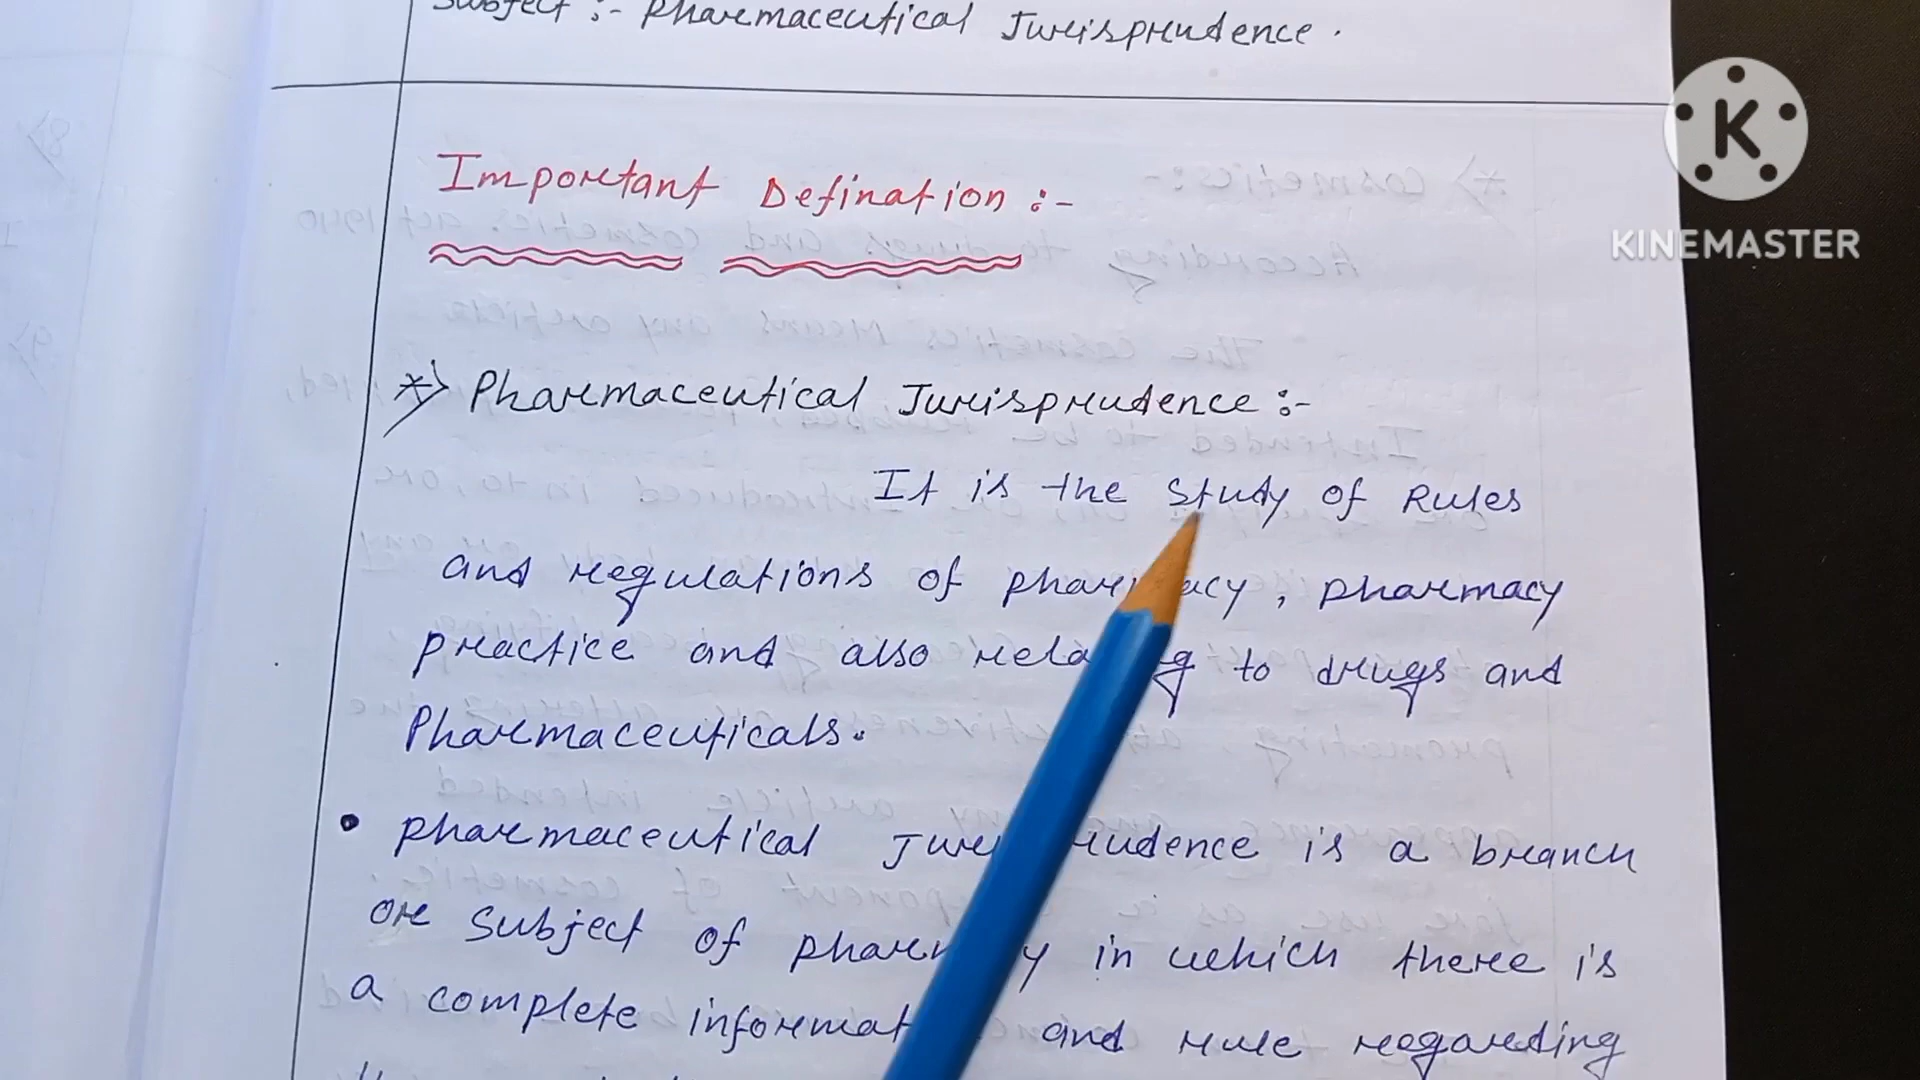 Subject :- Pharmaceutical Jurisprudence.
Important Defination :-
*> Pharmaceutical Jurisprudence :-
It is the study of Rules
and regulations of pharmacy, pharmacy
practice and also relating to drugs and
Pharmaceuticals.
• pharmaceutical Jurisprudence is a branch
or subject of pharmacy in which there is
a complete information and rule regarding
K
KINEMASTER